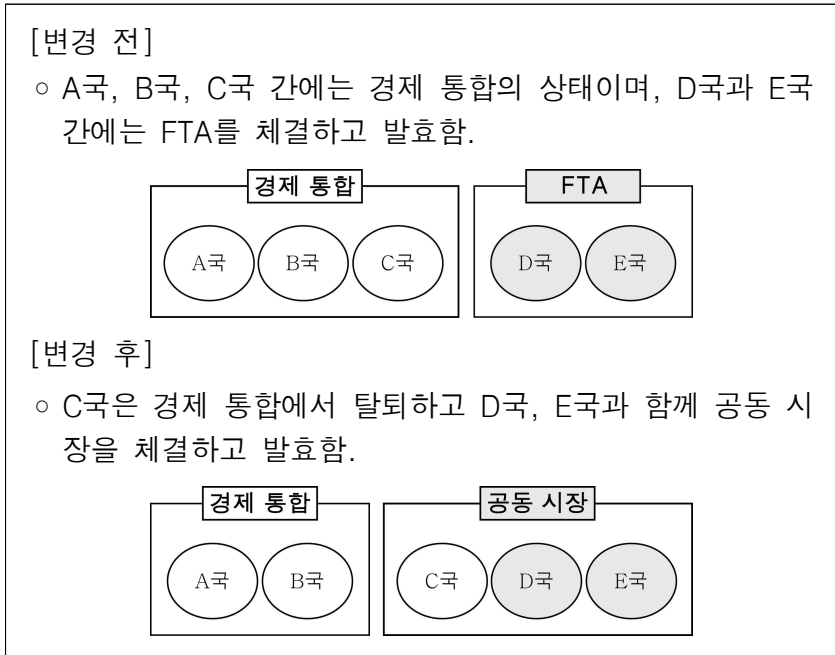 [변경 전]
○ A국, B국, C국 간에는 경제 통합의 상태이며, D국과 E국
간에는 FTA를 체결하고 발효함.
경제 통합 FTA
A국 B국 C국 D국 E국
[변경 후]
○ C국은 경제 통합에서 탈퇴하고 D국, E국과 함께 공동 시
장을 체결하고 발효함.
경제 통합 공동 시장
A국 B국 C국 D국 E국